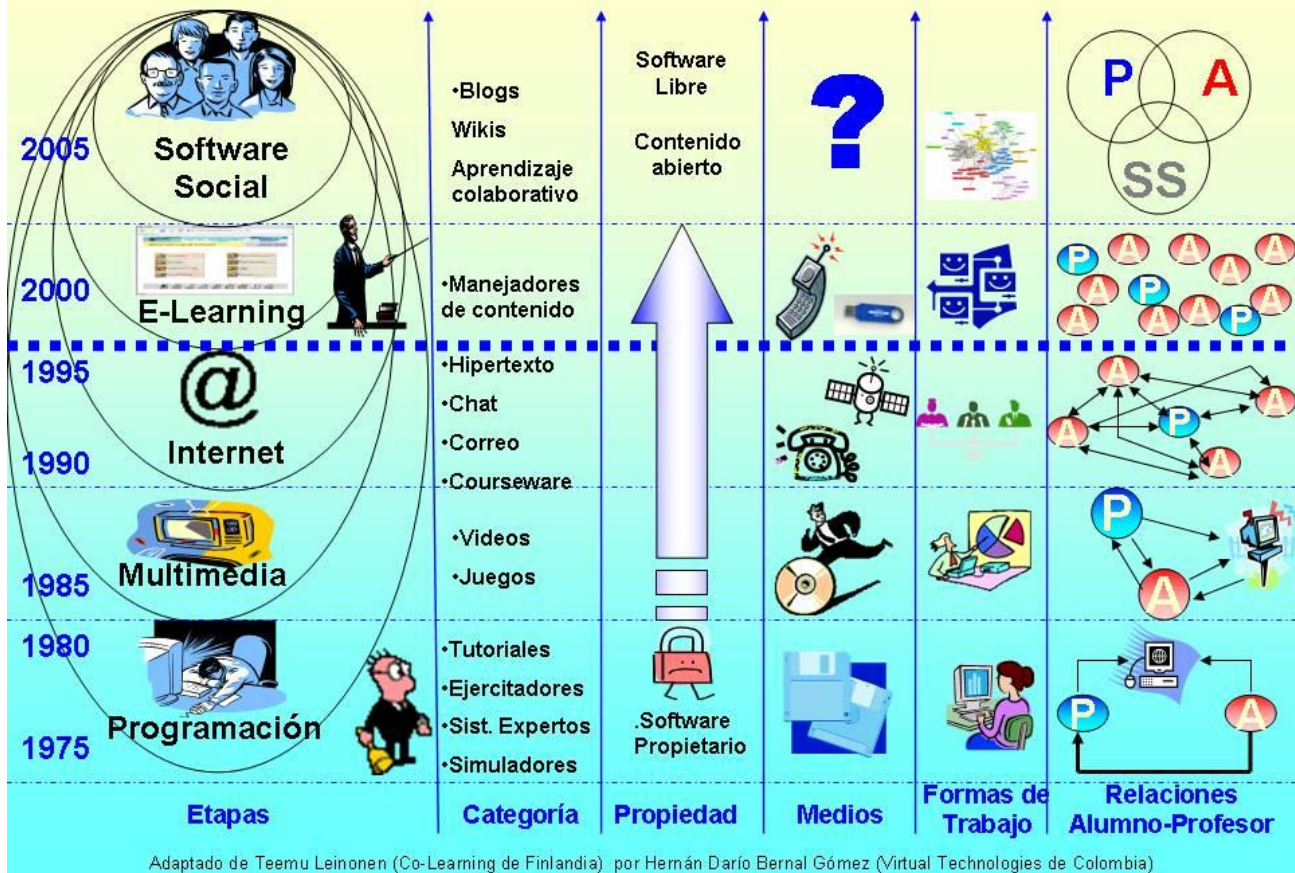 2005
Software
Social
•Blogs
Wikis
Aprendizaje
colaborativo
Software
Libre
Contenido
abierto
?
P
A
SS
2000
E-Learning
•Manejadores
de contenido
P
A
A
A
A
A
A
P
A
A
A
P
A
1995
1990
@
Internet
•Hipertexto
•Chat
•Correo
•Courseware
A
A
P
A
A
1985
Multimedia
•Videos
•Juegos
P
A
1980
1975
Programación
•Tutoriales
•Ejercitadores
•Sist. Expertos
•Simuladores
.Software
Propietario
P
A
Etapas
Categoría
Propiedad
Medios
Formas de
Trabajo
Relaciones
Alumno-Profesor
Adaptado de Teemu Leinonen (Co-Learning de Finlandia) por Hernán Darío Bernal Gómez (Virtual Technologies de Colombia)